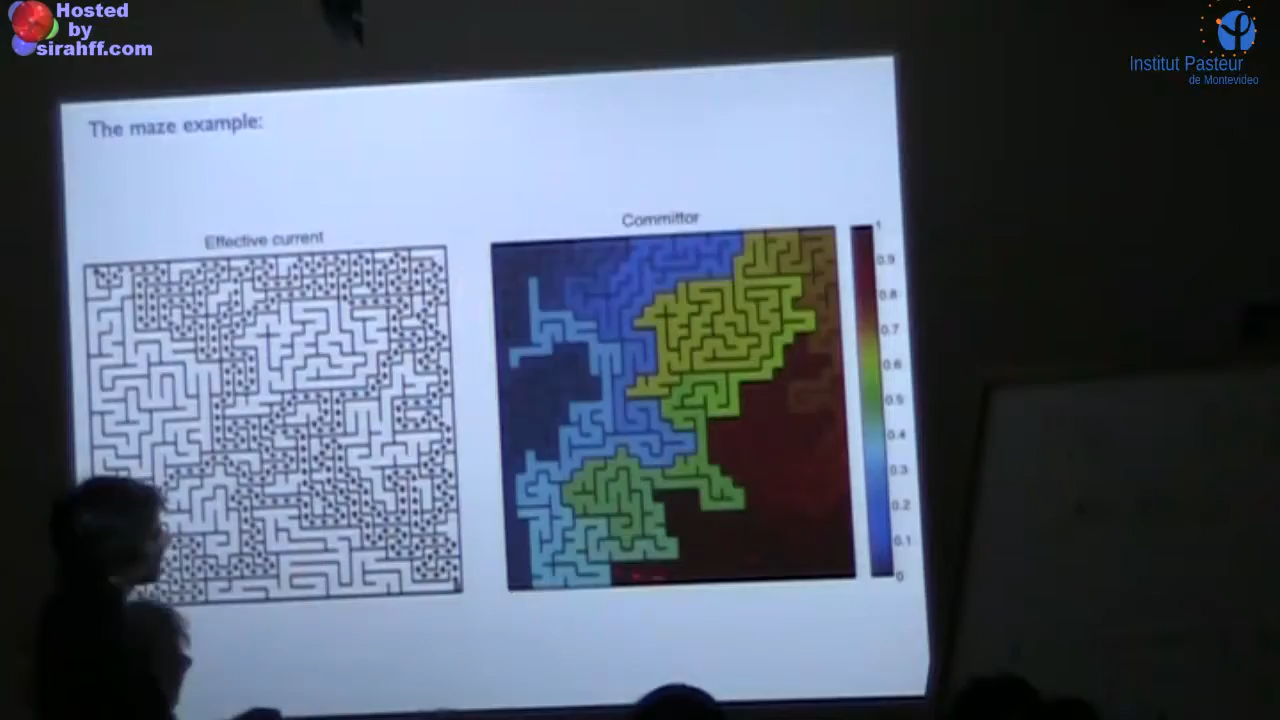 Hosted
by
sirahff.com
Institut Pasteur
de Montevideo
The maze example:
Effective current
Committor
1
0.9
0.8
0.7
0.6
0.5
0.4
0.3
0.2
0.1
0